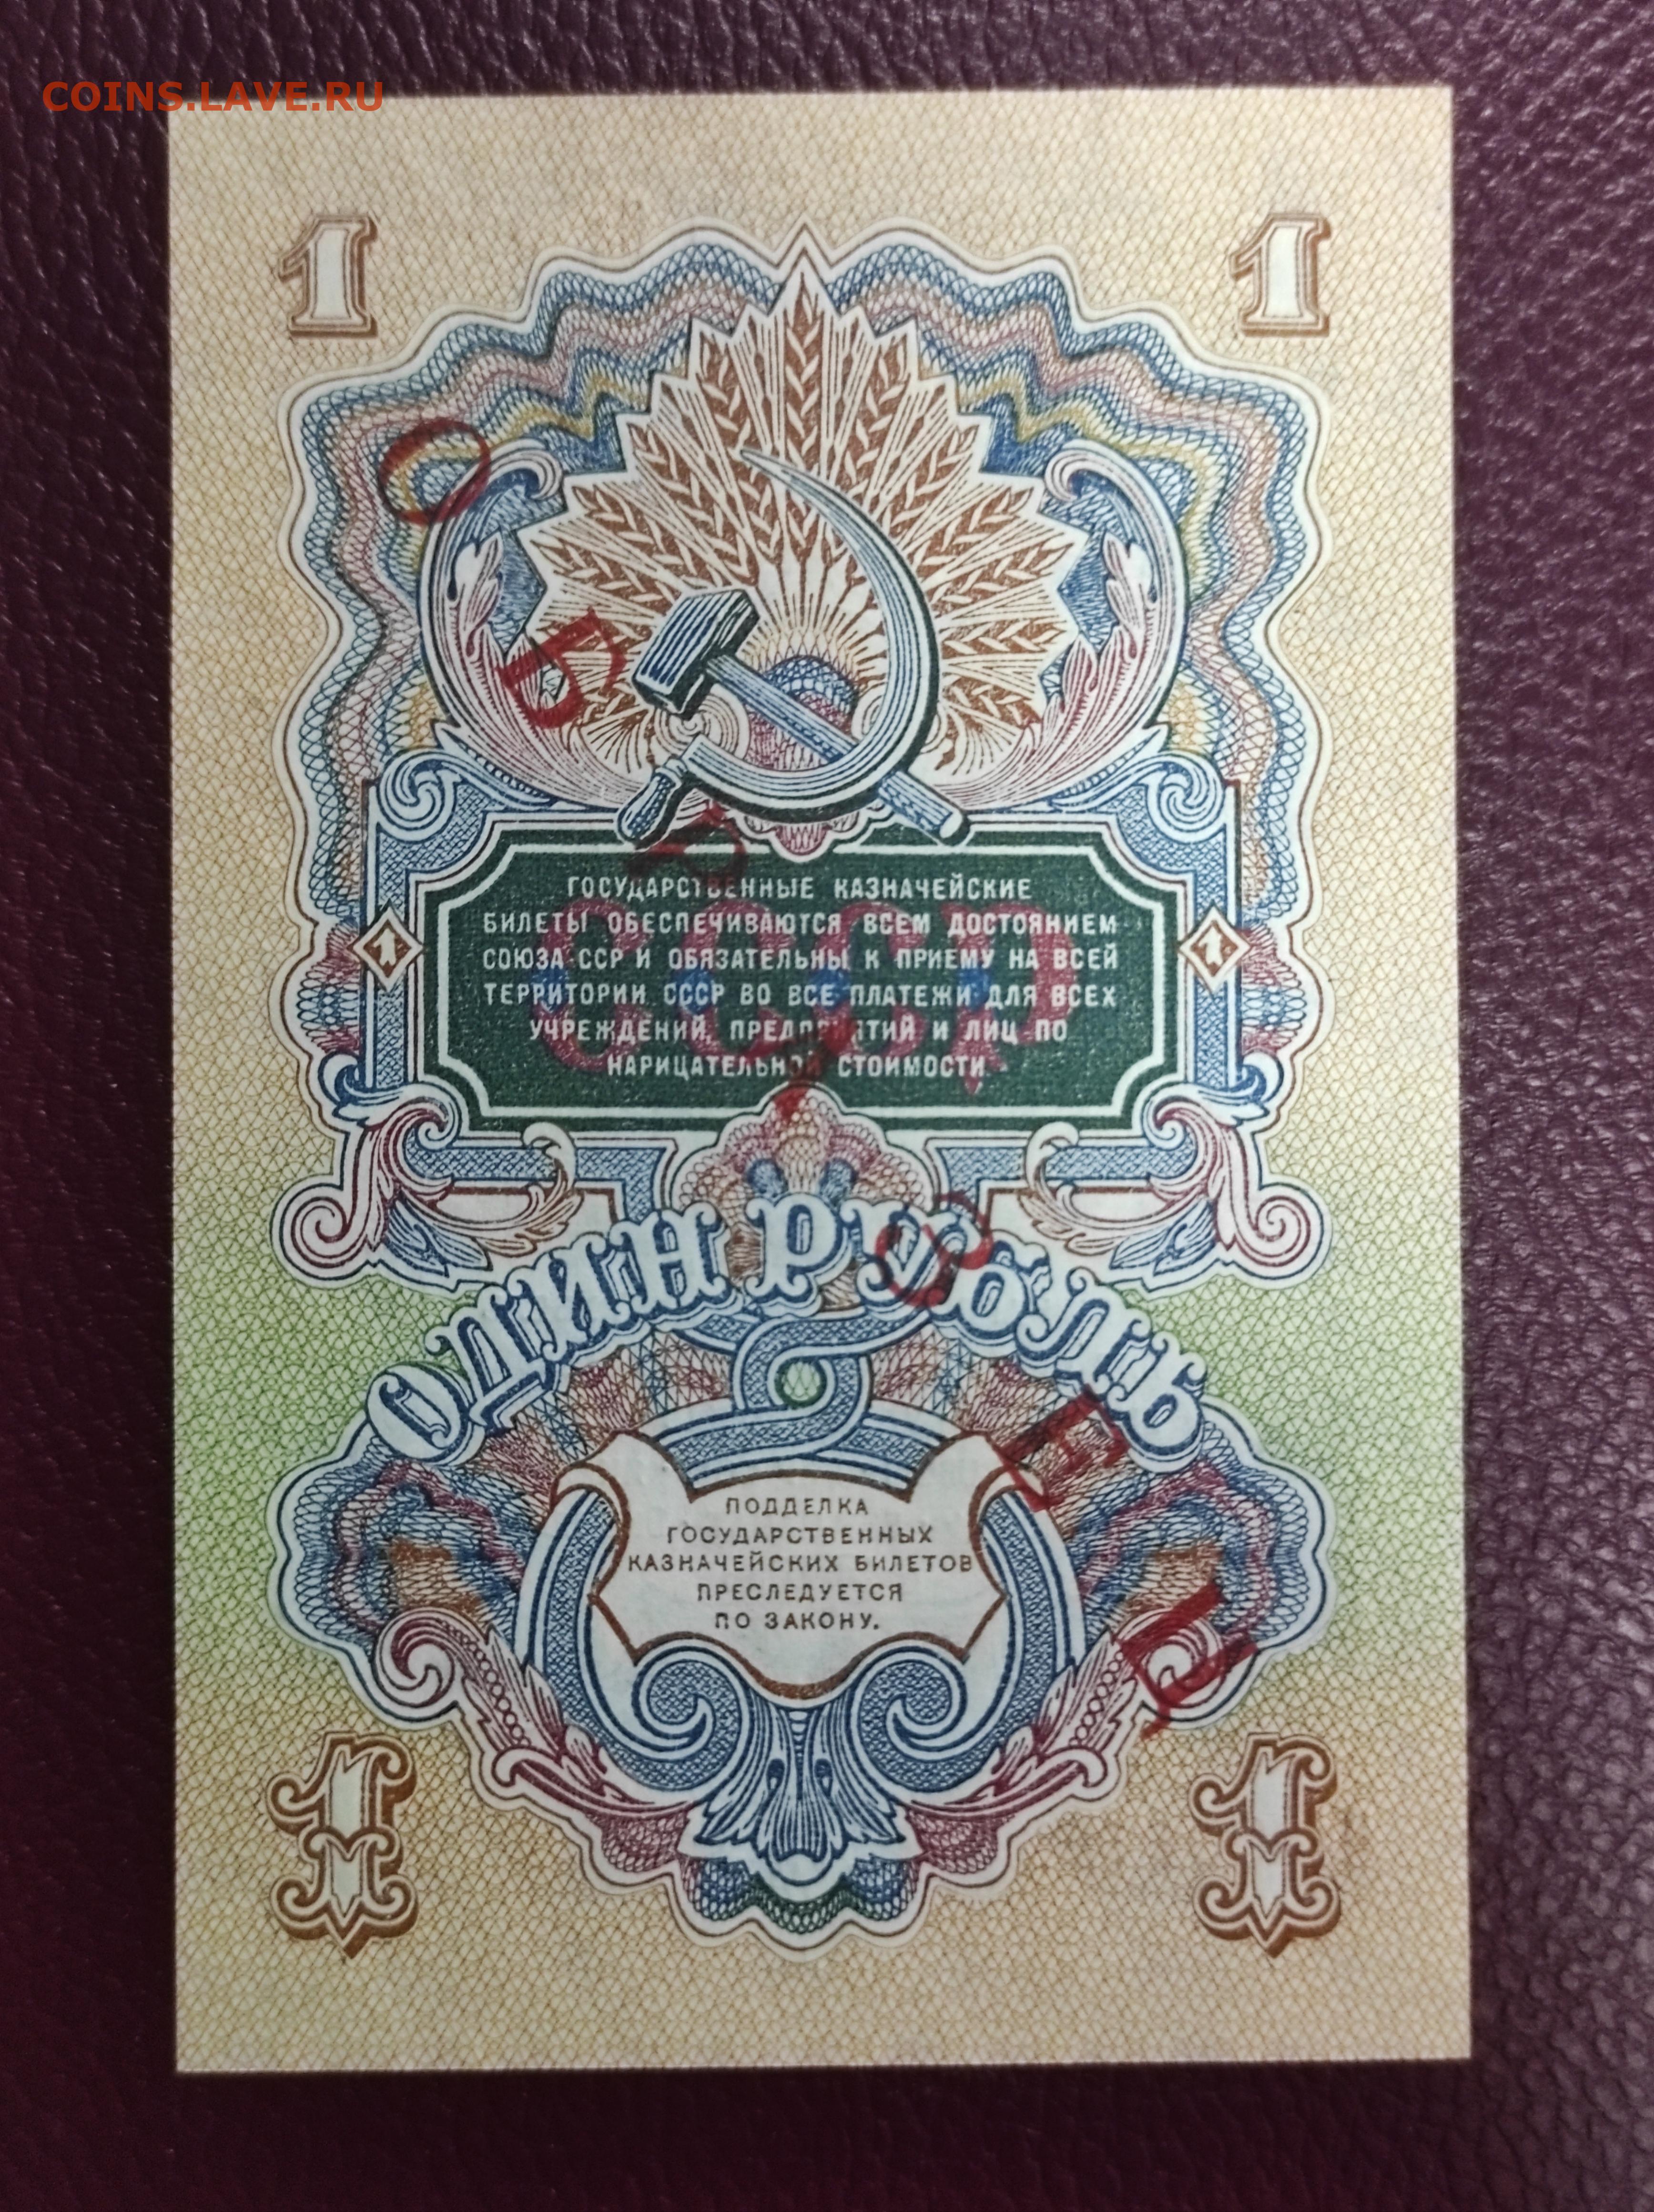 COINS.LAVE.RU
1 1
ОБРАЗЕЦ
ГОСУДАРСТВЕННЫЕ КАЗНАЧЕЙСКИЕ
БИЛЕТЫ ОБЕСПЕЧИВАЮТСЯ ВСЕМ ДОСТОЯНИЕМ
1 СОЮЗА ССР И ОБЯЗАТЕЛЬНЫ К ПРИЕМУ НА ВСЕЙ 1
ТЕРРИТОРИИ СССР ВО ВСЕ ПЛАТЕЖИ ДЛЯ ВСЕХ
УЧРЕЖДЕНИЙ, ПРЕДПРИЯТИЙ И ЛИЦ ПО
НАРИЦАТЕЛЬНОЙ СТОИМОСТИ.
СССР
ОДИН РУБЛЬ
ПОДДЕЛКА
ГОСУДАРСТВЕННЫХ
КАЗНАЧЕЙСКИХ БИЛЕТОВ
ПРЕСЛЕДУЕТСЯ
ПО ЗАКОНУ.
1 1